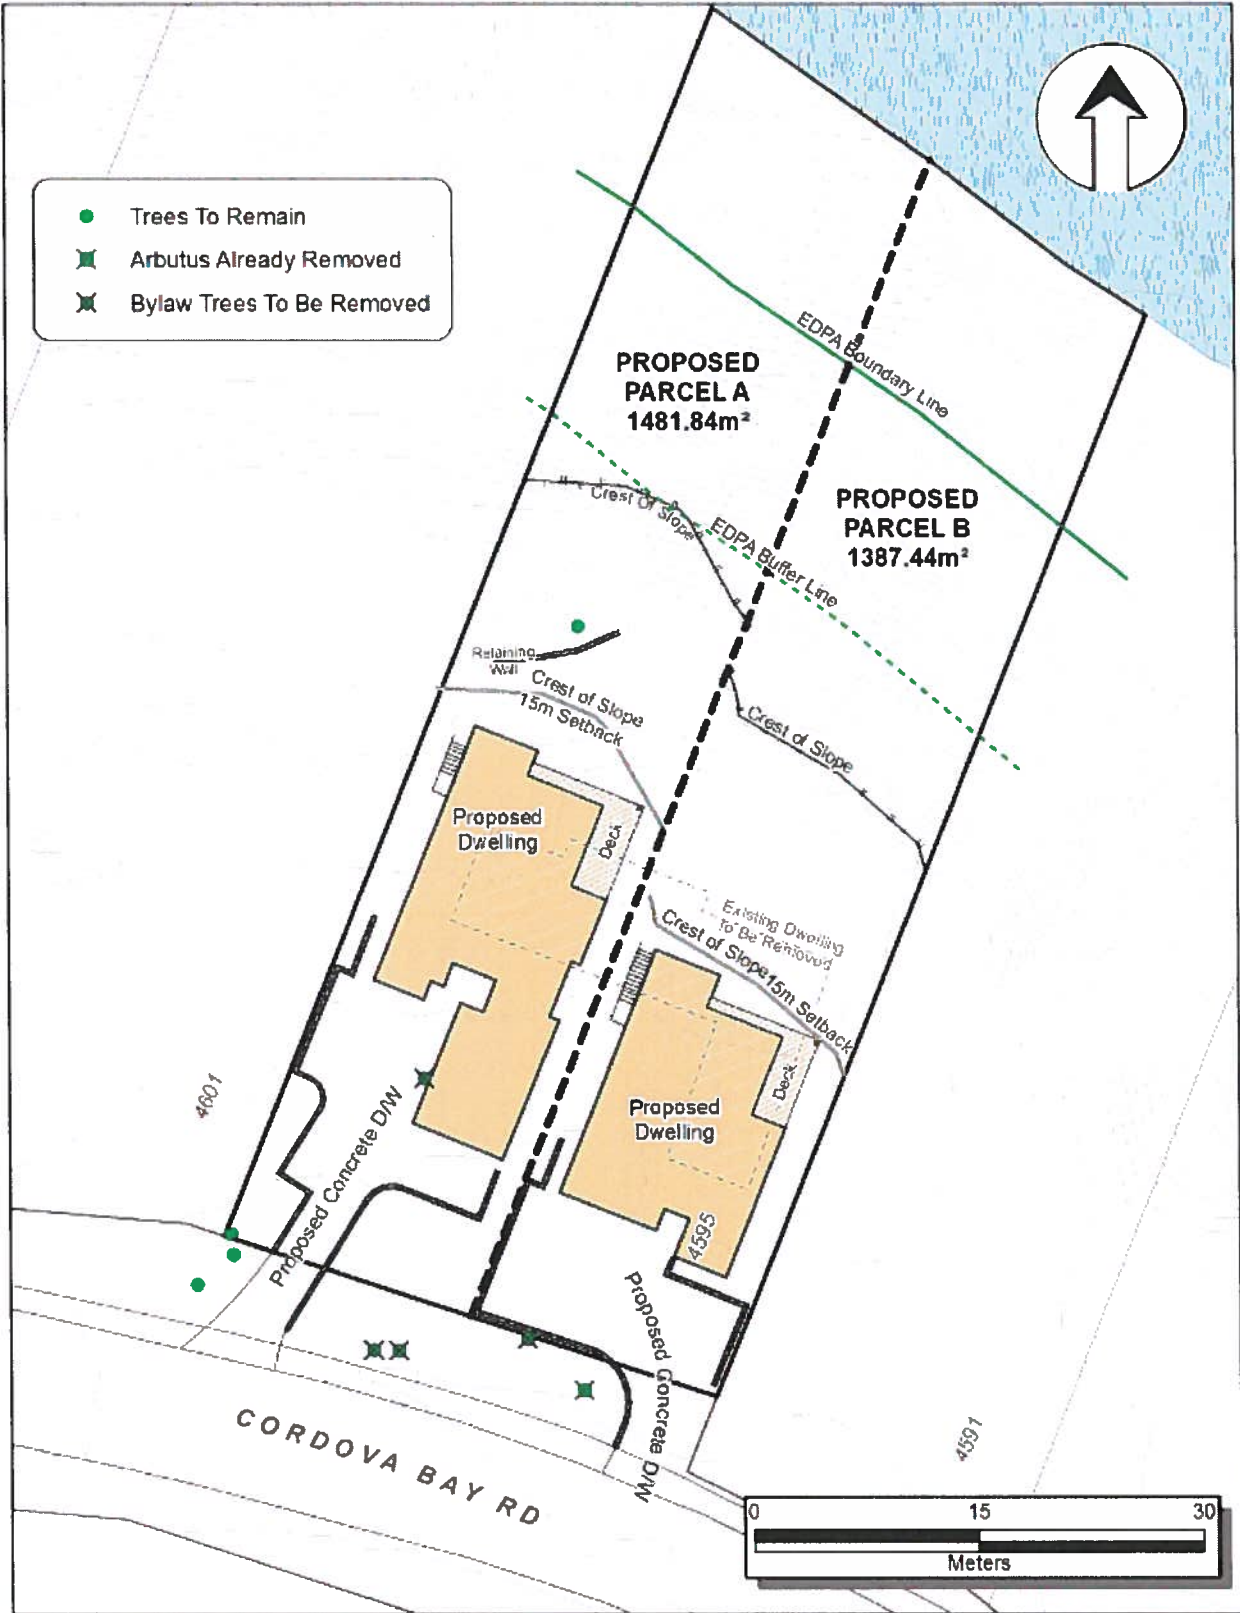 Trees To Remain
Arbutus Already Removed
Bylaw Trees To Be Removed
EDPA Boundary Line
PROPOSED
PARCEL A
1481.84m²
PROPOSED
PARCEL B
1387.44m²
Crest Of Slope
EDPA Buffer Line
Retaining
Wall
Crest of Slope
15m Setback
Crest of Slope
Proposed
Dwelling
Deck
Existing Dwelling
To Be Removed
Crest of Slope 15m Setback
Deck
Proposed
Dwelling
4601
Proposed Concrete D/W
4595
Proposed Concrete D/W
CORDOVA BAY RD
4591
0 15 30
Meters